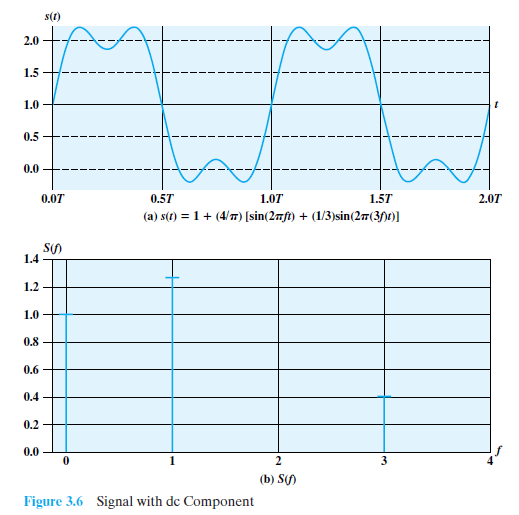 s(t)
2.0
1.5
1.0
t
0.5
0.0
0.0T 0.5T 1.0T 1.5T 2.0T
(a) s(t) = 1 + (4/π) [sin(2πft) + (1/3)sin(2π(3f)t)]
S(f)
1.4
1.2
1.0
0.8
0.6
0.4
0.2
0.0
f
0 1 2 3 4
(b) S(f)
Figure 3.6 Signal with dc Component